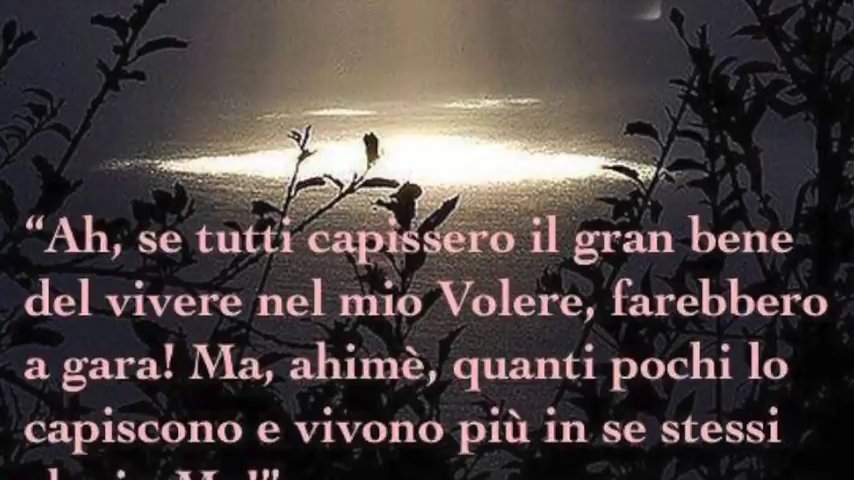 “Ah, se tutti capissero il gran bene
del vivere nel mio Volere, farebbero
a gara! Ma, ahimè, quanti pochi lo
capiscono e vivono più in se stessi